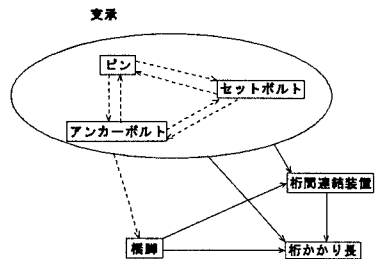 支承
ピン
セットボルト
アンカーボルト
桁間連結装置
橋脚
桁かかり長